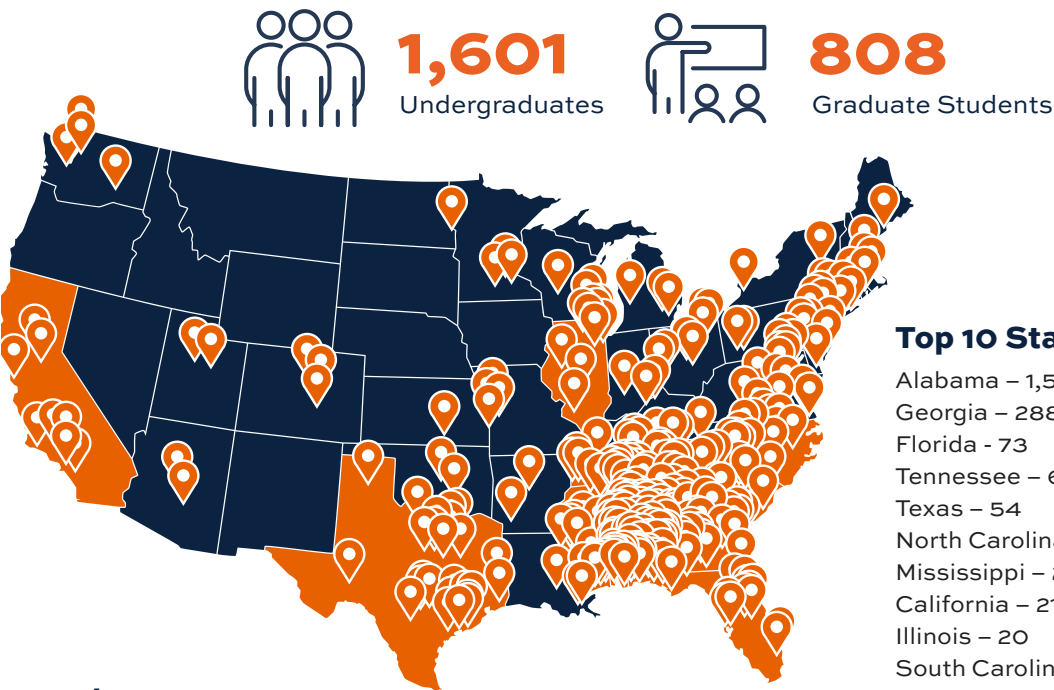 1,601
Undergraduates
808
Graduate Students
Top 10 Sta
Alabama – 1,5
Georgia – 288
Florida - 73
Tennessee – 6
Texas – 54
North Carolina
Mississippi – 2
California – 21
Illinois – 20
South Carolin